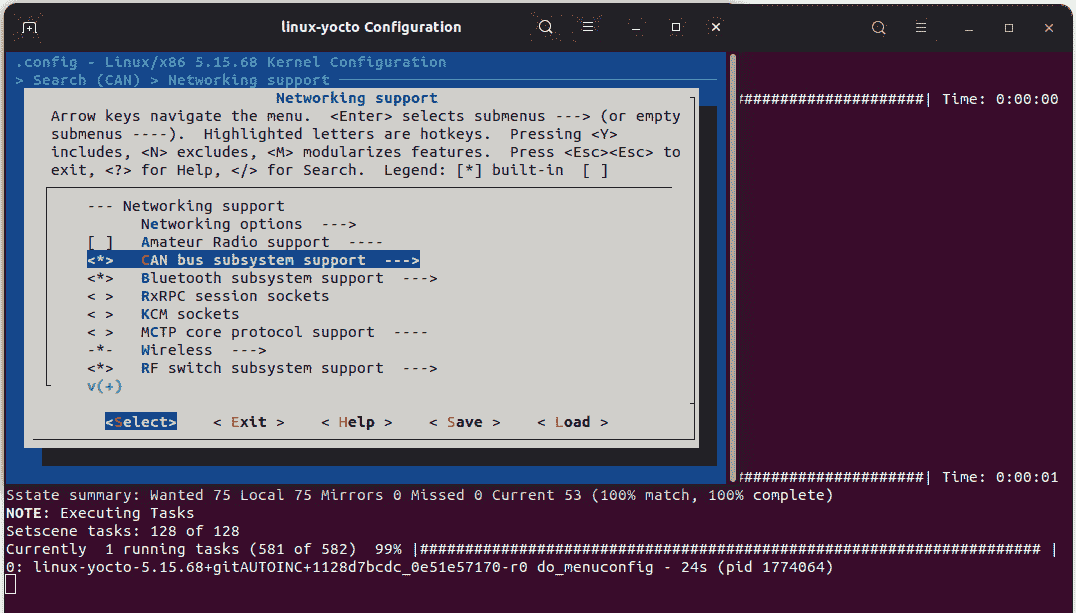 linux-yocto Configuration
.config - Linux/x86 5.15.68 Kernel Configuration
> Search (CAN) > Networking support
Networking support
Arrow keys navigate the menu.  <Enter> selects submenus ---> (or empty
submenus ----).  Highlighted letters are hotkeys.  Pressing <Y>
includes, <N> excludes, <M> modularizes features.  Press <Esc><Esc> to
exit, <?> for Help, </> for Search.  Legend: [*] built-in  [ ]
--- Networking support
Networking options  --->
[ ]   Amateur Radio support  ----
<*>   CAN bus subsystem support  --->
<*>   Bluetooth subsystem support  --->
< >   RxRPC session sockets
< >   KCM sockets
< >   MCTP core protocol support  ----
-*-   Wireless  --->
<*>   RF switch subsystem support  --->
v(+)
<Select>    < Exit >    < Help >    < Save >    < Load >
#####################| Time: 0:00:00
#####################| Time: 0:00:01
Sstate summary: Wanted 75 Local 75 Mirrors 0 Missed 0 Current 53 (100% match, 100% complete)
NOTE: Executing Tasks
Setscene tasks: 128 of 128
Currently  1 running tasks (581 of 582)  99% |##################################################################### |
0: linux-yocto-5.15.68+gitAUTOINC+1128d7bcdc_0e51e57170-r0 do_menuconfig - 24s (pid 1774064)